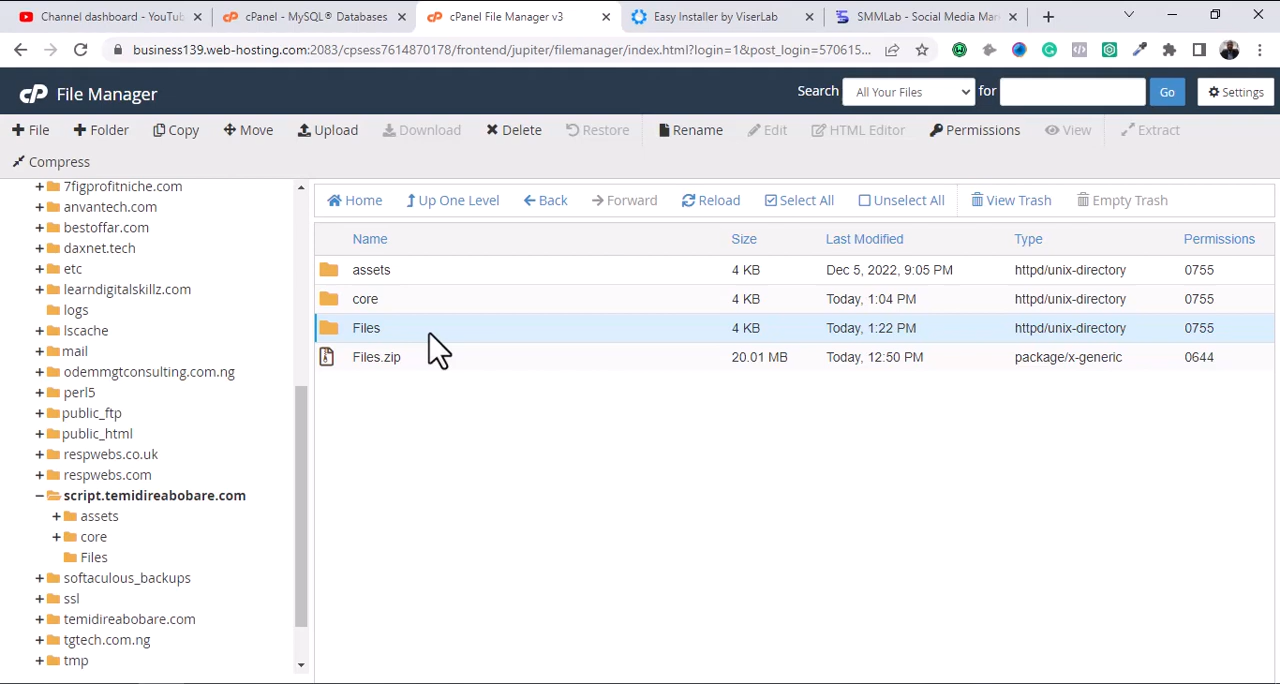 Channel dashboard - YouTu
cPanel - MySQL® Databases
cPanel File Manager v3
Easy Installer by ViserLab
SMMLab - Social Media Mar
business139.web-hosting.com:2083/cpsess7614870178/frontend/jupiter/filemanager/index.html?login=1&post_login=570615...
cP File Manager
Search All Your Files for Go Settings
File Folder Copy Move Upload Download Delete Restore Rename Edit HTML Editor Permissions View Extract
Compress
7figprofitniche.com
anvantech.com
bestoffar.com
daxnet.tech
etc
learndigitalskillz.com
logs
lscache
mail
odemmgtconsulting.com.ng
perl5
public_ftp
public_html
respwebs.co.uk
respwebs.com
script.temidireabobare.com
assets
core
Files
softaculous_backups
ssl
temidireabobare.com
tgtech.com.ng
tmp
Home Up One Level Back Forward Reload Select All Unselect All View Trash Empty Trash
Name Size Last Modified Type Permissions
assets 4 KB Dec 5, 2022, 9:05 PM httpd/unix-directory 0755
core 4 KB Today, 1:04 PM httpd/unix-directory 0755
Files 4 KB Today, 1:22 PM httpd/unix-directory 0755
Files.zip 20.01 MB Today, 12:50 PM package/x-generic 0644